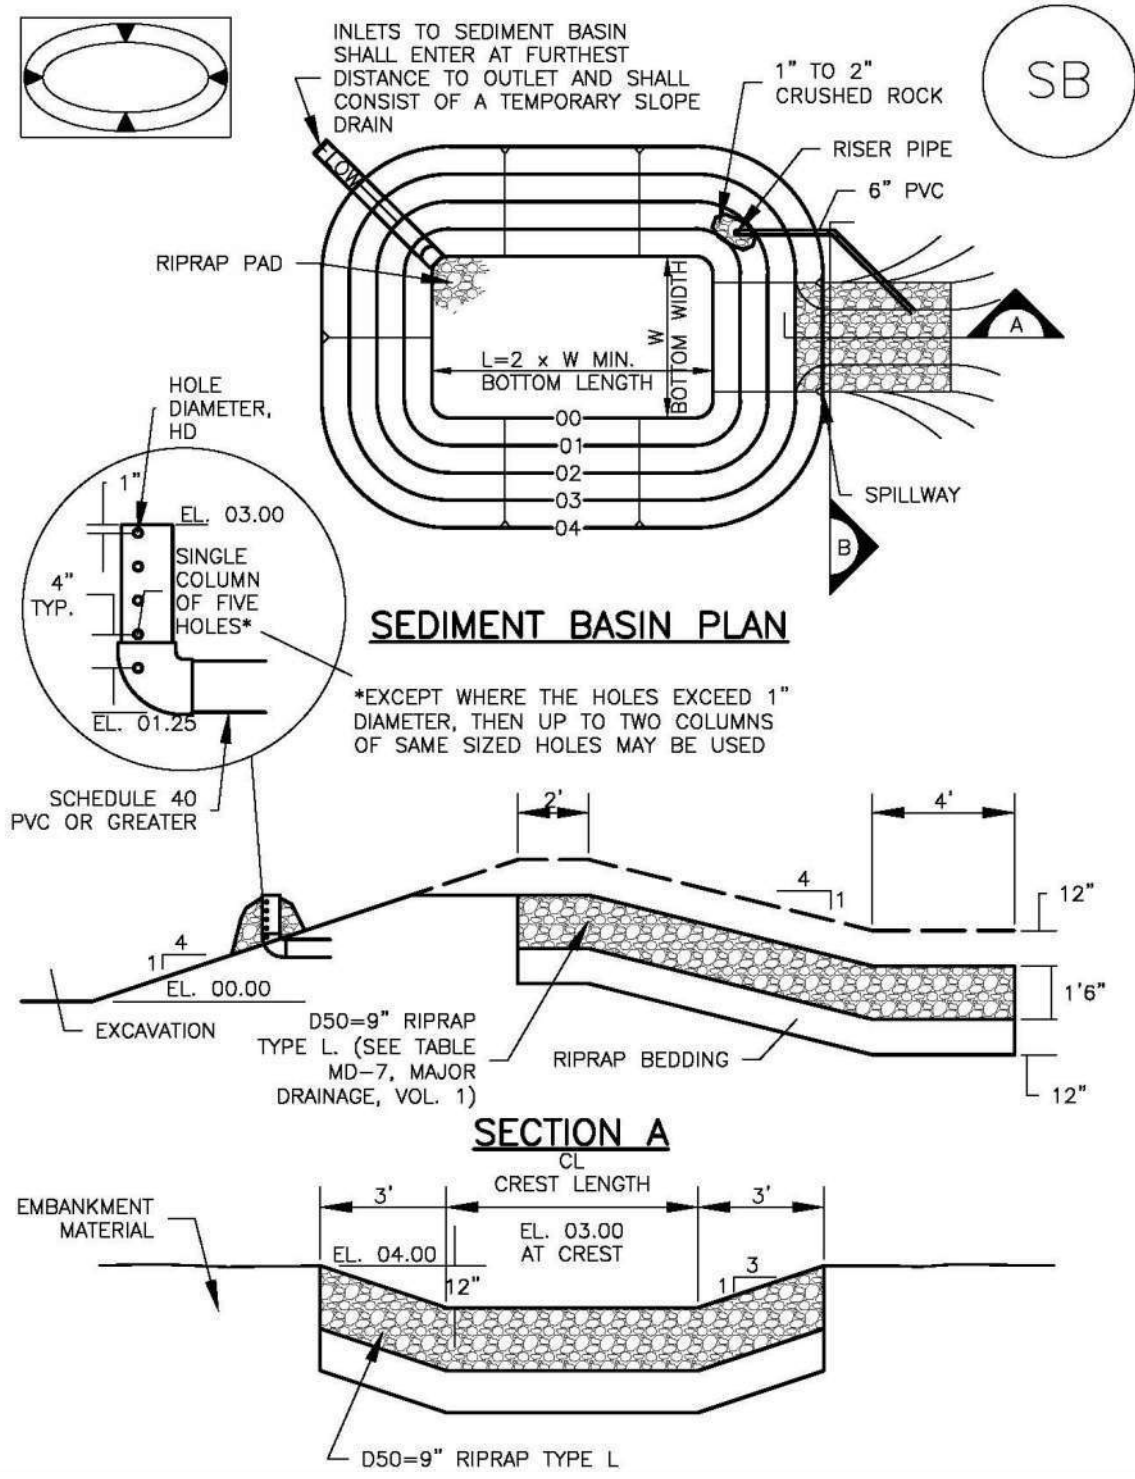 INLETS TO SEDIMENT BASIN
SHALL ENTER AT FURTHEST
DISTANCE TO OUTLET AND SHALL
CONSIST OF A TEMPORARY SLOPE
DRAIN
1" TO 2"
CRUSHED ROCK
SB
RISER PIPE
6" PVC
FLOW
RIPRAP PAD
W
BOTTOM WIDTH
A
L=2 x W MIN.
BOTTOM LENGTH
00
01
02
03
04
SPILLWAY
B
HOLE
DIAMETER,
HD
1"
EL. 03.00
4"
TYP.
SINGLE
COLUMN
OF FIVE
HOLES*
EL. 01.25
SEDIMENT BASIN PLAN
*EXCEPT WHERE THE HOLES EXCEED 1"
DIAMETER, THEN UP TO TWO COLUMNS
OF SAME SIZED HOLES MAY BE USED
SCHEDULE 40
PVC OR GREATER
2'
4'
4
1
12"
4
1
EL. 00.00
EXCAVATION
1'6"
D50=9" RIPRAP
TYPE L. (SEE TABLE
MD-7, MAJOR
DRAINAGE, VOL. 1)
RIPRAP BEDDING
12"
SECTION A
CL
CREST LENGTH
3'
3'
EMBANKMENT
MATERIAL
EL. 04.00
EL. 03.00
AT CREST
12"
3
1
D50=9" RIPRAP TYPE L